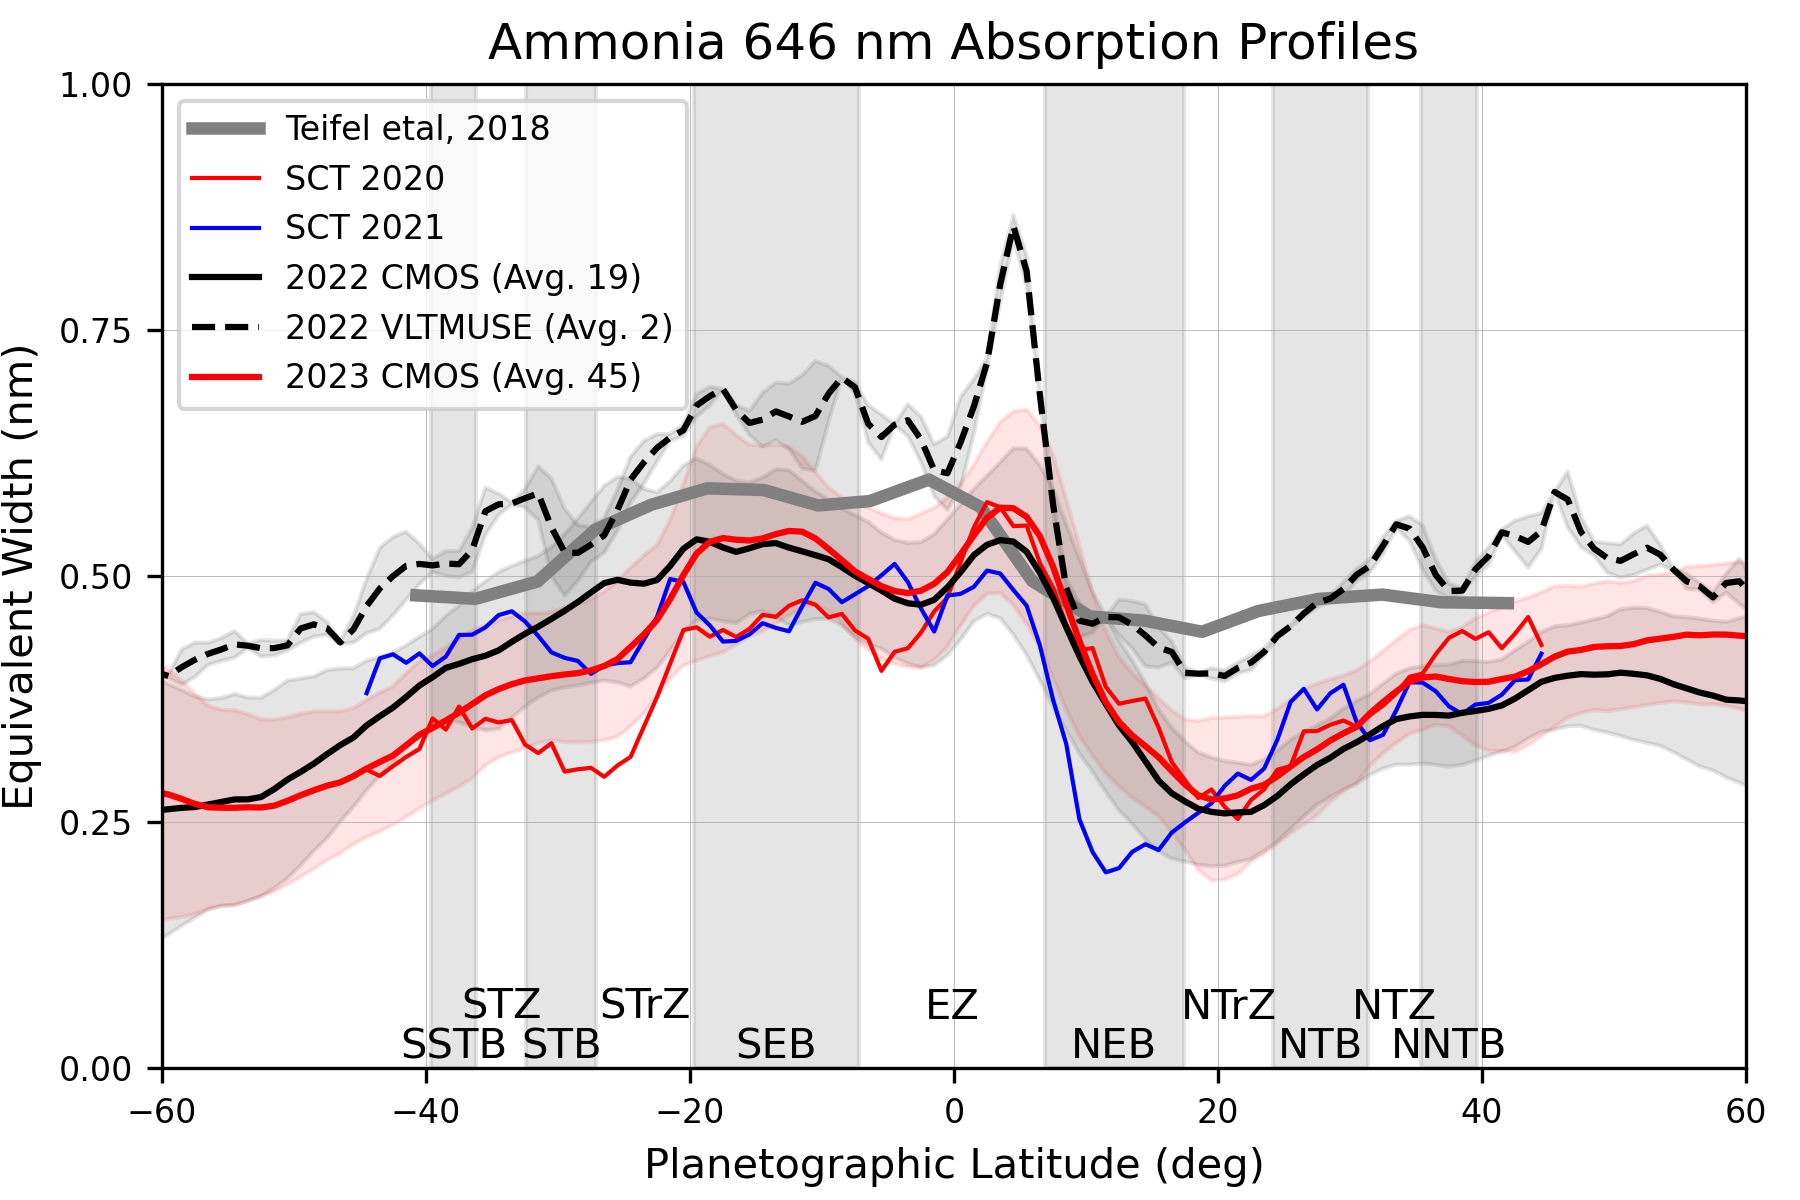 Ammonia 646 nm Absorption Profiles
1.00
0.75
0.50
0.25
0.00
Equivalent Width (nm)
Teifel etal, 2018
SCT 2020
SCT 2021
2022 CMOS (Avg. 19)
2022 VLTMUSE (Avg. 2)
2023 CMOS (Avg. 45)
STZ STrZ EZ NTrZ NTZ
SSTB STB SEB NEB NTB NNTB
−60 −40 −20 0 20 40 60
Planetographic Latitude (deg)